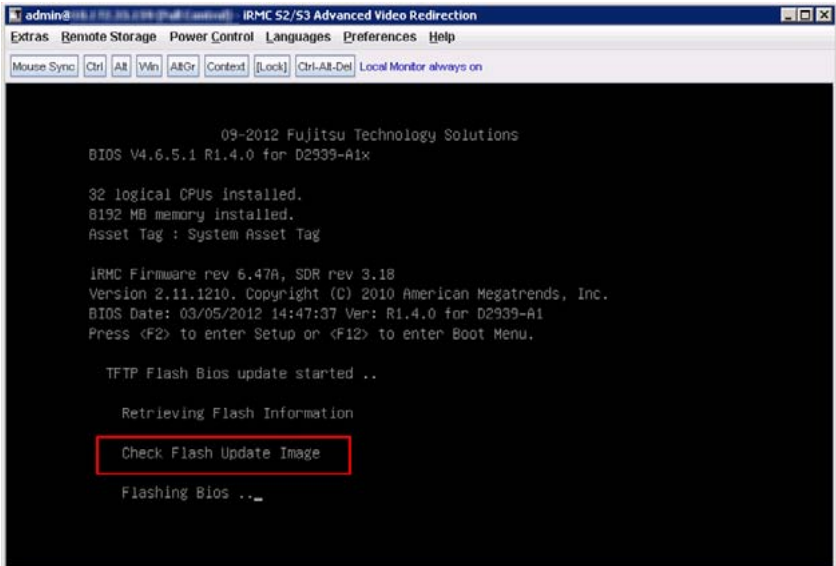 admin@ iRMC S2/S3 Advanced Video Redirection
Extras Remote Storage Power Control Languages Preferences Help
Mouse Sync Ctrl Alt Win AltGr Context [Lock] Ctrl-Alt-Del Local Monitor always on
09-2012 Fujitsu Technology Solutions
BIOS V4.6.5.1 R1.4.0 for D2939-A1x
32 logical CPUs installed.
8192 MB memory installed.
Asset Tag : System Asset Tag
iRMC Firmware rev 6.47A, SDR rev 3.18
Version 2.11.1210. Copyright (C) 2010 American Megatrends, Inc.
BIOS Date: 03/05/2012 14:47:37 Ver: R1.4.0 for D2939-A1
Press <F2> to enter Setup or <F12> to enter Boot Menu.
TFTP Flash Bios update started ..
Retrieving Flash Information
Check Flash Update Image
Flashing Bios .._